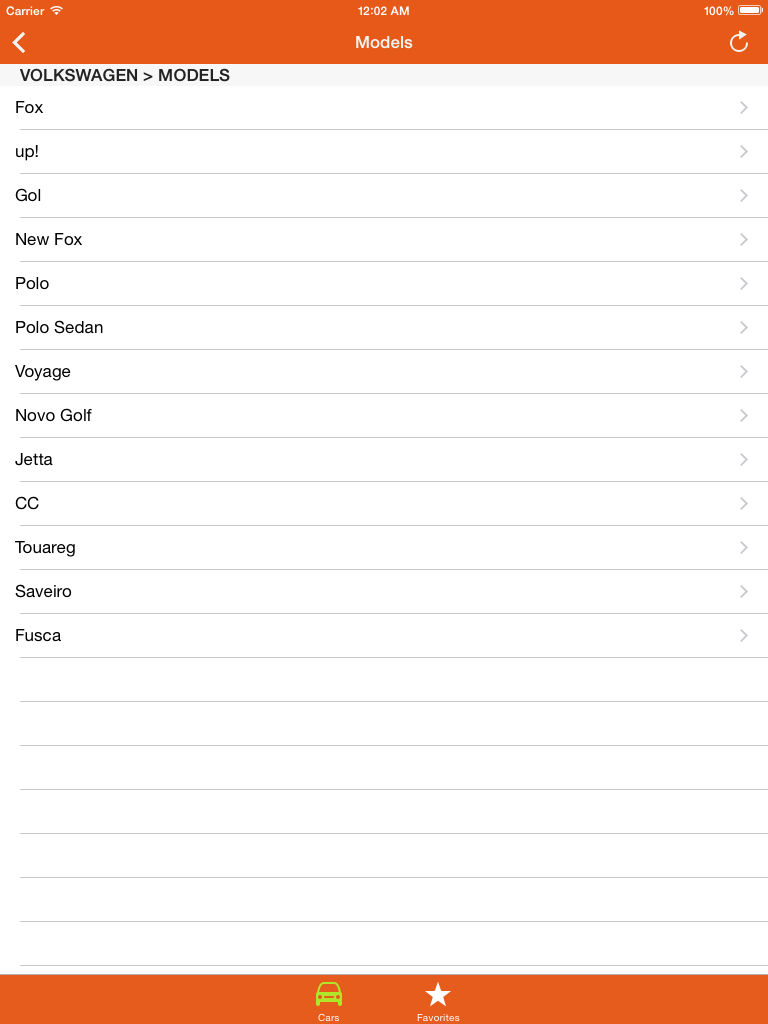 Carrier 12:02 AM 100%
Models
VOLKSWAGEN > MODELS
Fox
up!
Gol
New Fox
Polo
Polo Sedan
Voyage
Novo Golf
Jetta
CC
Touareg
Saveiro
Fusca
Cars Favorites